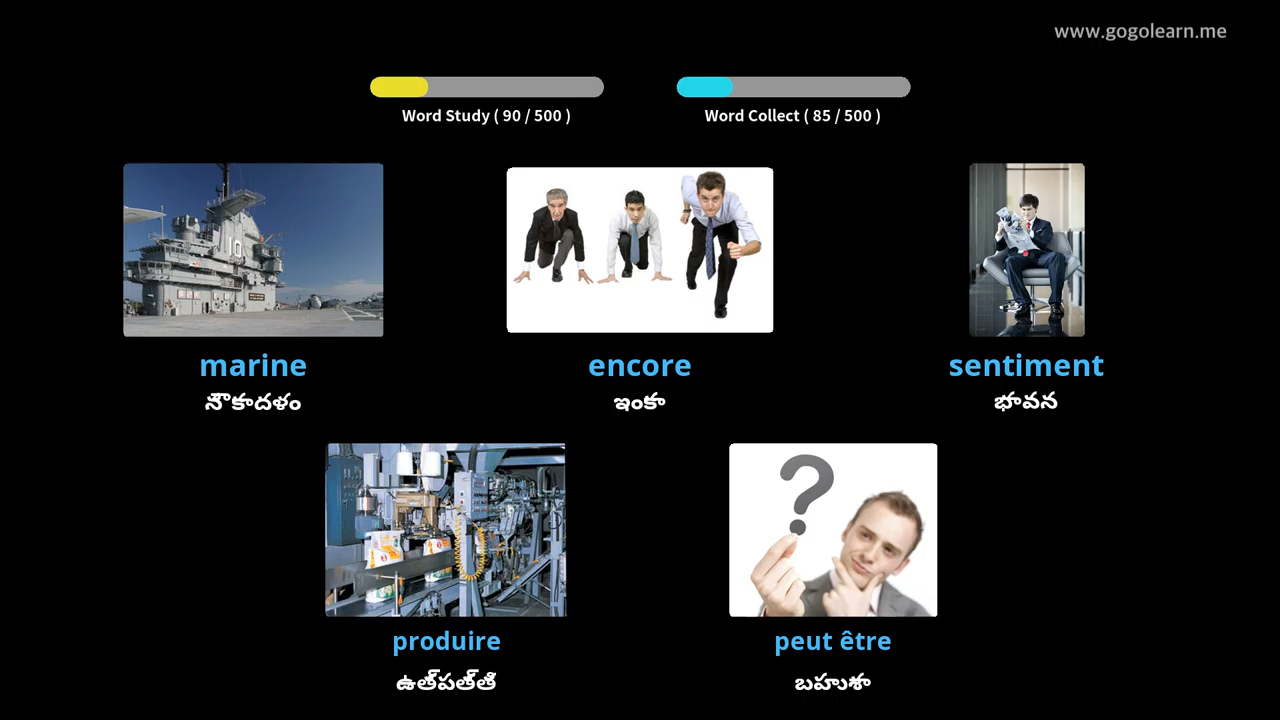 www.gogolearn.me
Word Study ( 90 / 500 )
Word Collect ( 85 / 500 )
10
marine
నౌకాదళం
encore
ఇంకా
sentiment
భావన
produire
ఉత్పత్తి
peut être
బహుశా